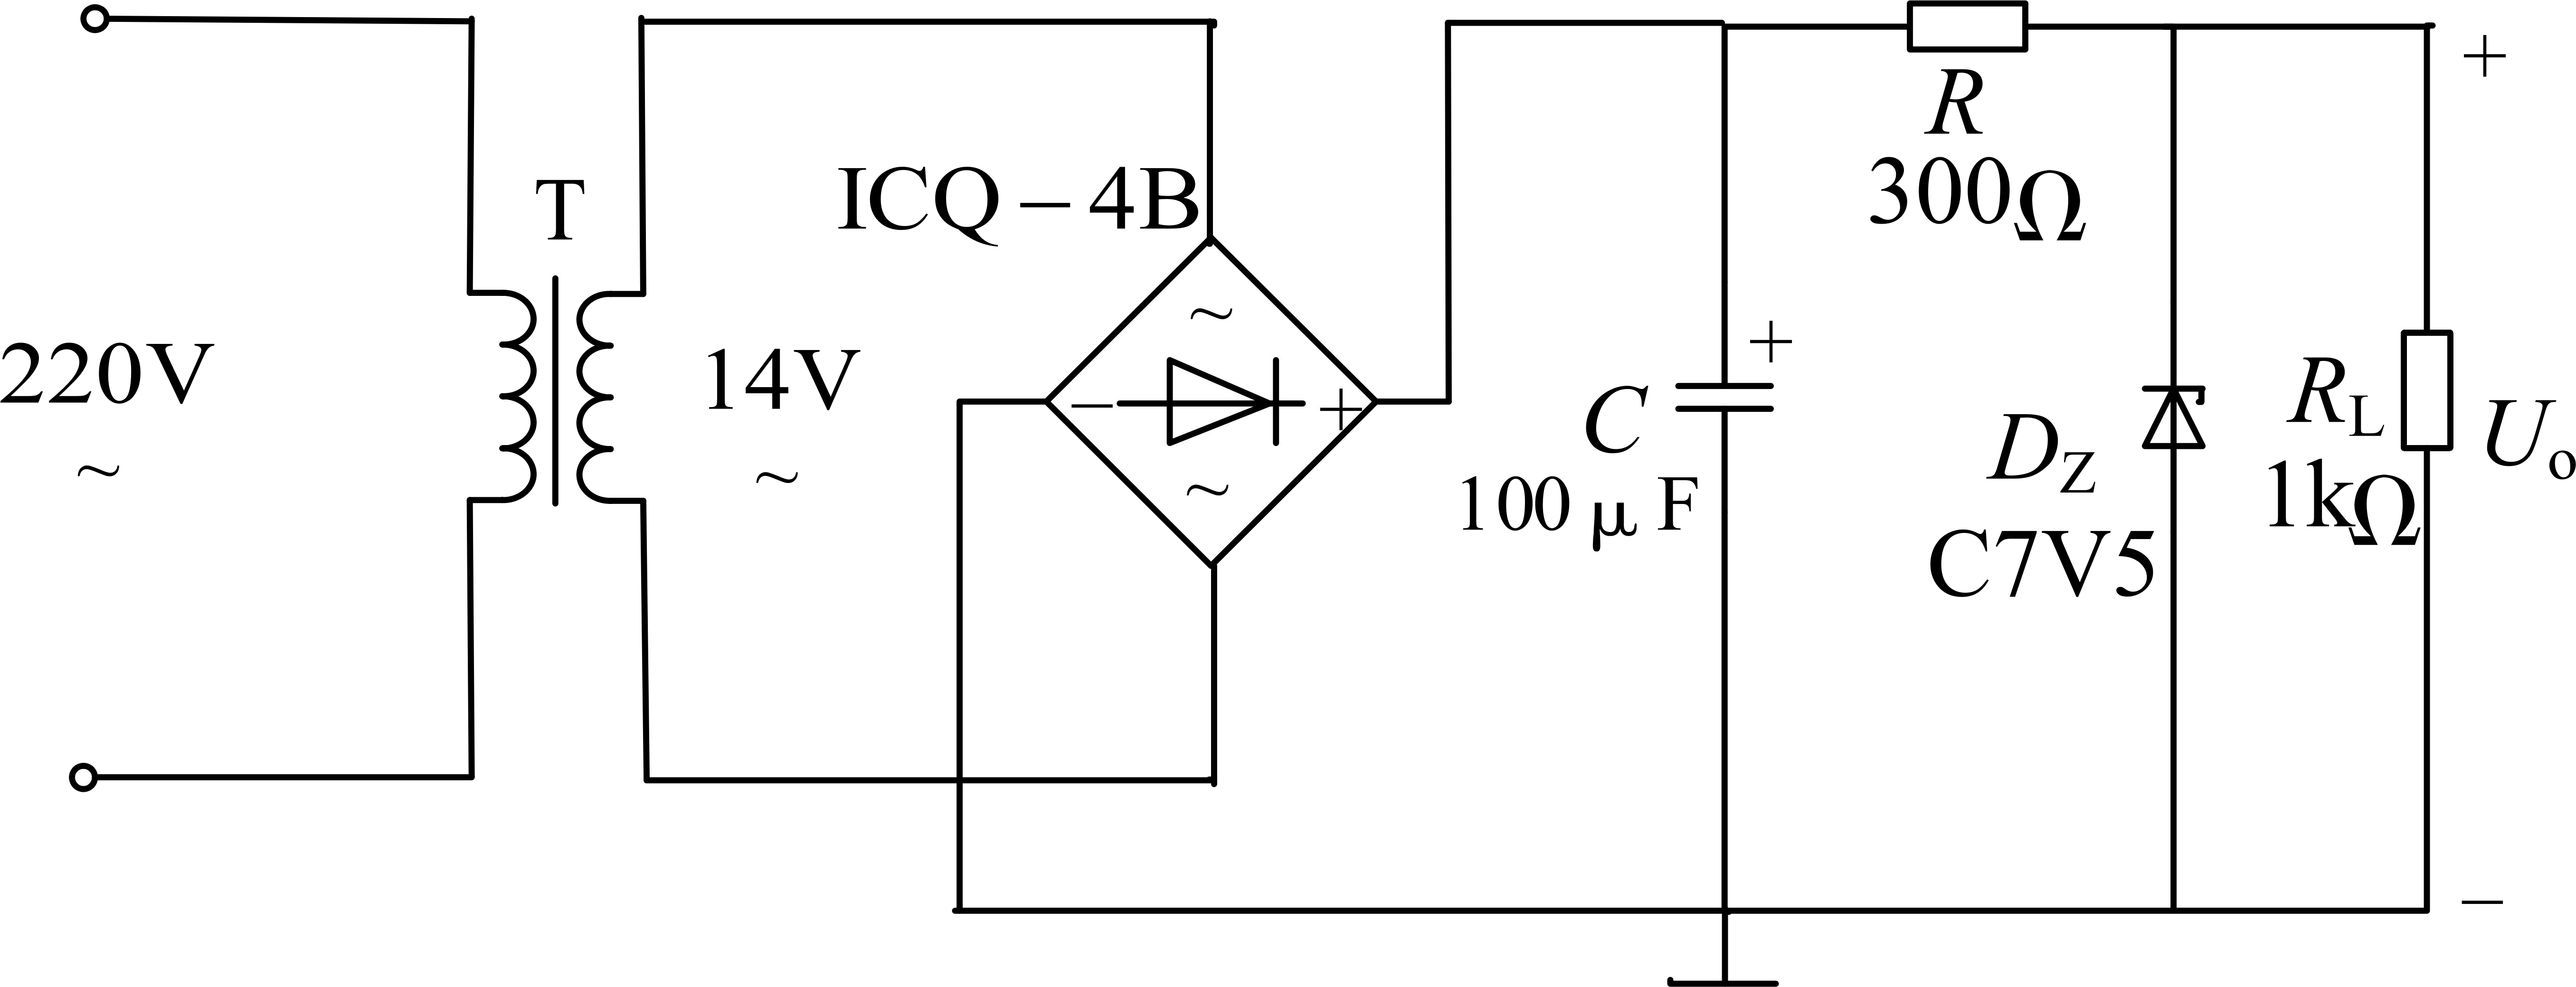 220V
~
T
14V
~
ICQ − 4B
~
− +
~
C
100 μ F
+
R
300Ω
D_Z
C7V5
R_L
1kΩ
+
U_o
−